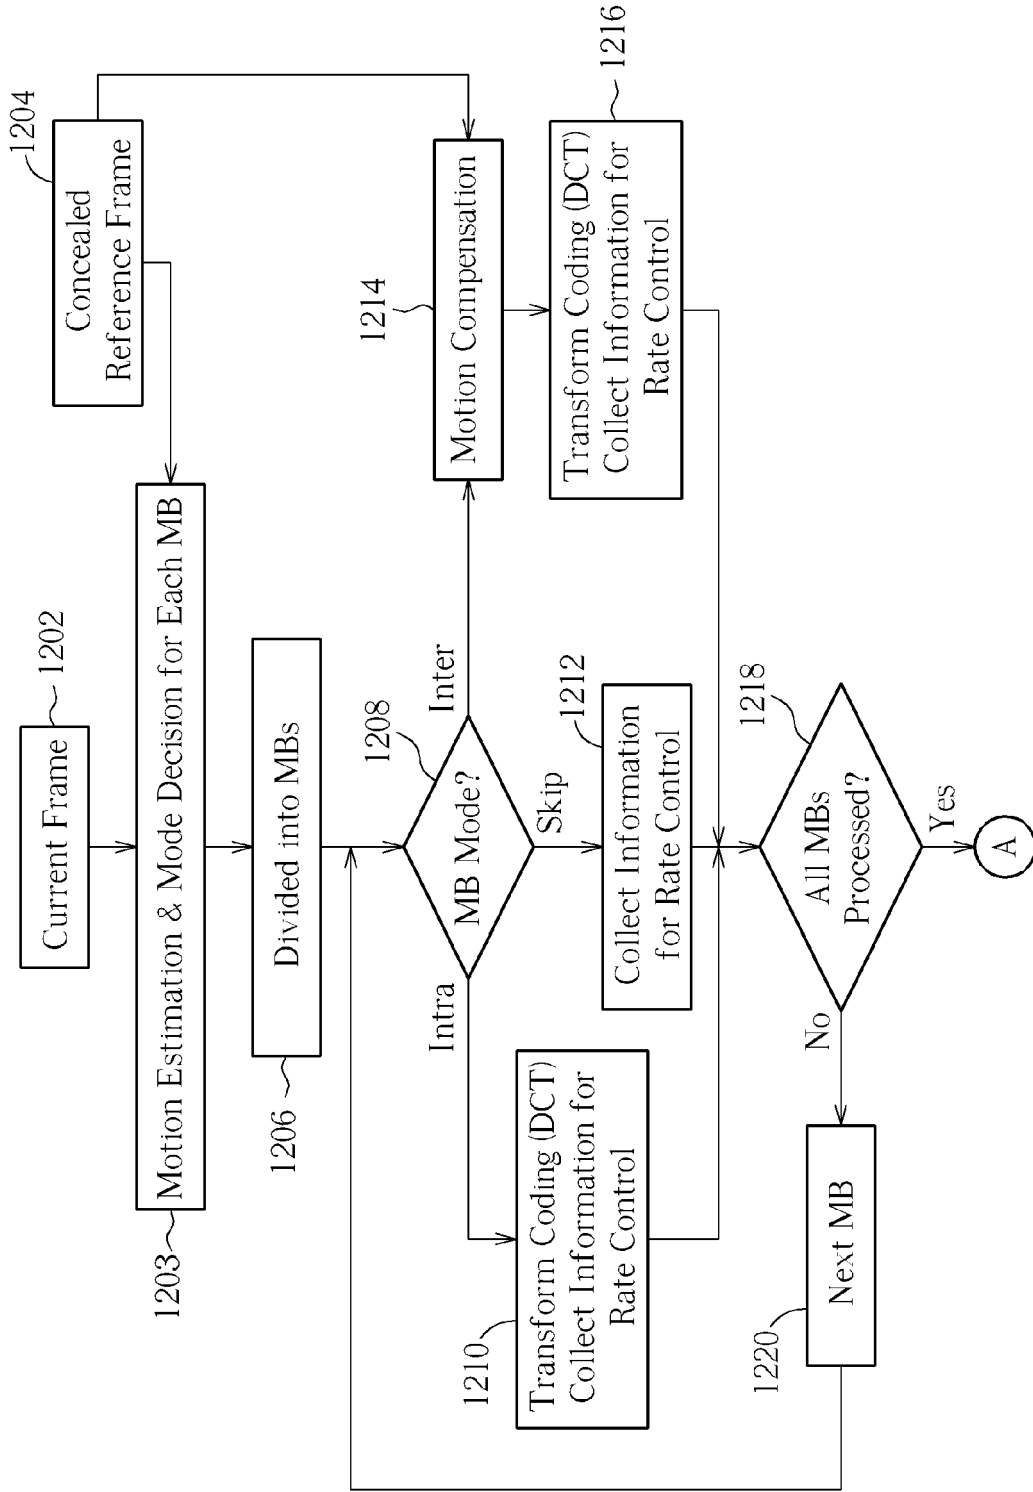 1204
Concealed
Reference Frame
1202
Current Frame
1203
Motion Estimation & Mode Decision for Each MB
1206
Divided into MBs
1208
MB Mode?
Intra
Skip
Inter
1214
Motion Compensation
1210
Transform Coding (DCT)
Collect Information for
Rate Control
1212
Collect Information
for Rate Control
1216
Transform Coding (DCT)
Collect Information for
Rate Control
1218
All MBs
Processed?
No
Yes
1220
Next MB
A